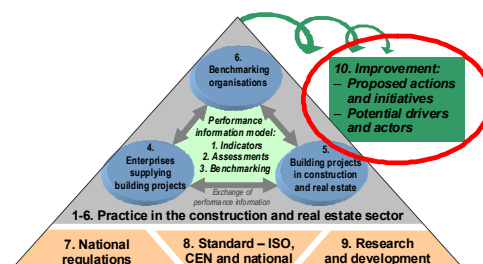 6.
Benchmarking
organisations
10. Improvement:
– Proposed actions
and initiatives
– Potential drivers
and actors
Performance
information model:
1. Indicators
2. Assessments
3. Benchmarking
4.
Enterprises
supplying
building projects
5.
Building projects
in construction
and real estate
Exchange of
performance information
1-6. Practice in the construction and real estate sector
7. National
regulations
8. Standard – ISO,
CEN and national
9. Research
and development